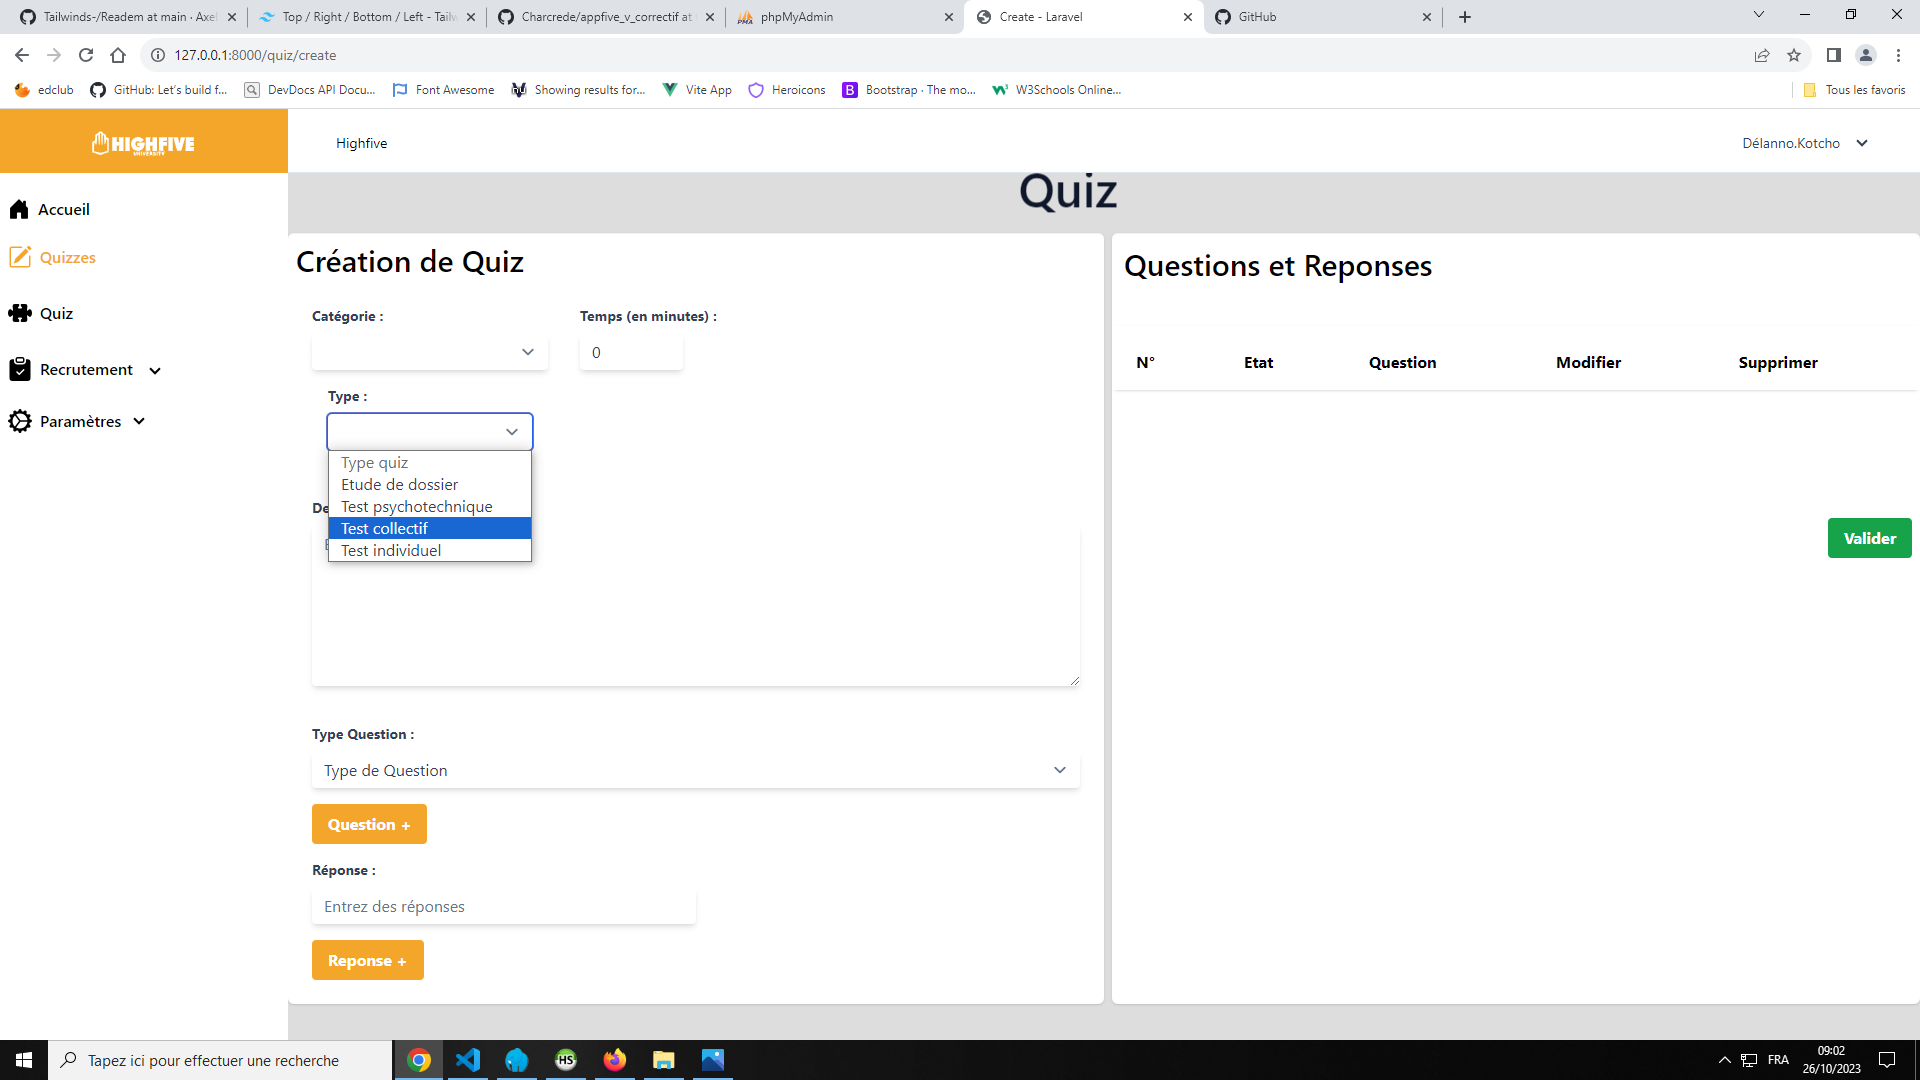 Tailwinds-/Readem at main · Axel
Top / Right / Bottom / Left - Tailw
Charcrede/appfive_v_correctif at
phpMyAdmin
Create - Laravel
GitHub
127.0.0.1:8000/quiz/create
edclub
GitHub: Let's build f...
DevDocs API Docu...
Font Awesome
Showing results for...
Vite App
Heroicons
Bootstrap · The mo...
W3Schools Online...
Tous les favoris
HIGHFIVE
UNIVERSITY
Highfive
Délanno.Kotcho
Accueil
Quizzes
Quiz
Recrutement
Paramètres
Quiz
Création de Quiz
Catégorie :
Temps (en minutes) :
0
Type :
Type quiz
Etude de dossier
Test psychotechnique
Test collectif
Test individuel
De
Type Question :
Type de Question
Question +
Réponse :
Entrez des réponses
Reponse +
Questions et Reponses
N° Etat Question Modifier Supprimer
Valider
Tapez ici pour effectuer une recherche
HS
FRA
09:02
26/10/2023